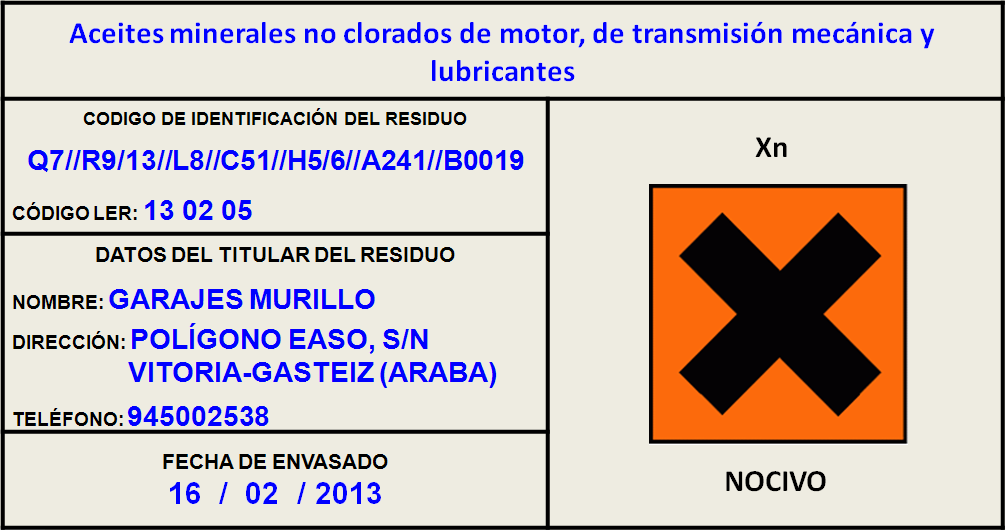 Aceites minerales no clorados de motor, de transmisión mecánica y
lubricantes
CODIGO DE IDENTIFICACIÓN DEL RESIDUO
Q7//R9/13//L8//C51//H5/6//A241//B0019
CÓDIGO LER: 13 02 05
DATOS DEL TITULAR DEL RESIDUO
NOMBRE: GARAJES MURILLO
DIRECCIÓN: POLÍGONO EASO, S/N
VITORIA-GASTEIZ (ARABA)
TELÉFONO: 945002538
FECHA DE ENVASADO
16 / 02 / 2013
Xn
NOCIVO